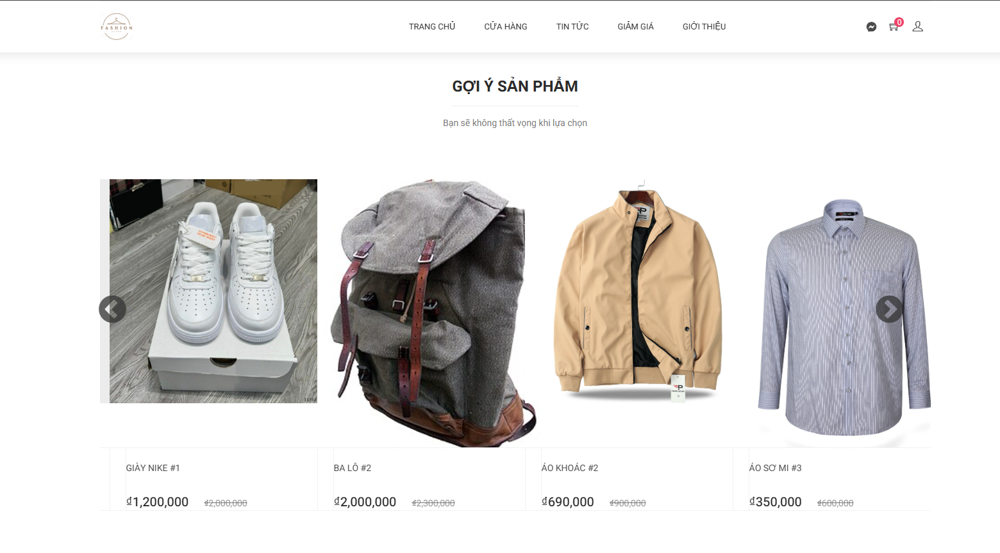 FASHION
TRANG CHỦ CỬA HÀNG TIN TỨC GIẢM GIÁ GIỚI THIỆU 0
GỢI Ý SẢN PHẨM
Bạn sẽ không thất vọng khi lựa chọn
GIÀY NIKE #1 BA LÔ #2 ÁO KHOÁC #2 ÁO SƠ MI #3
₫1,200,000 ₫2,000,000 ₫2,000,000 ₫2,300,000 ₫690,000 ₫900,000 ₫350,000 ₫600,000